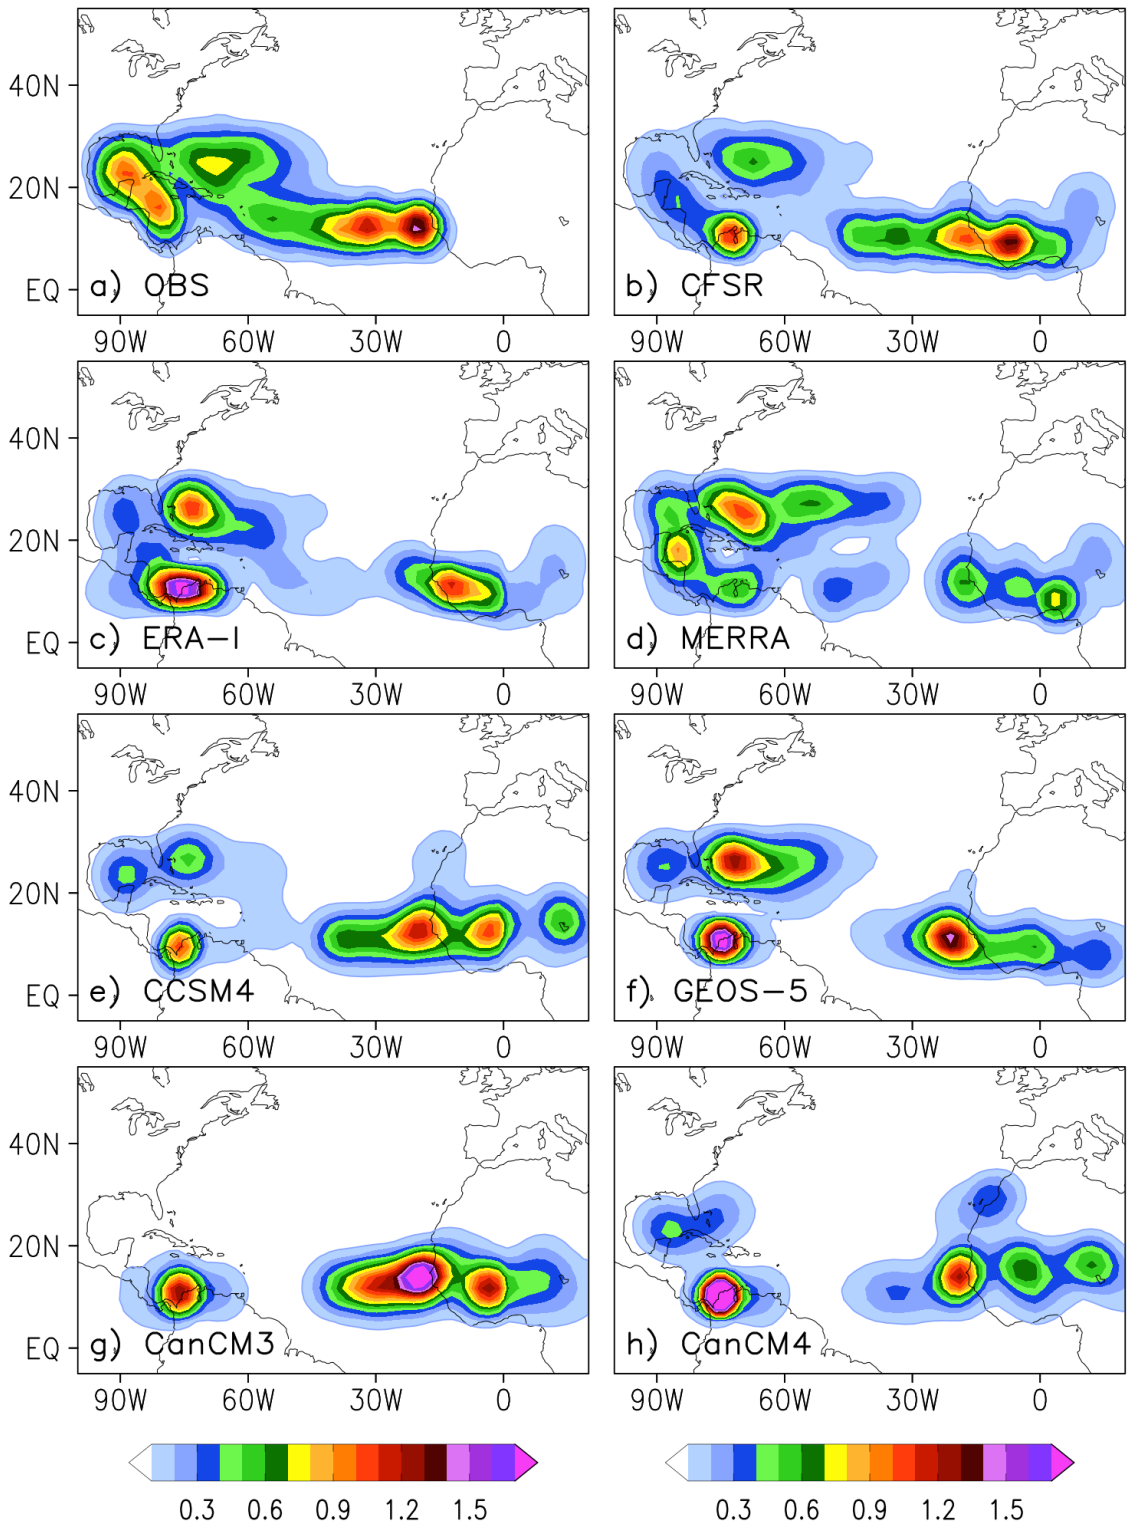 40N
20N
EQ
a) OBS
b) CFSR
90W 60W 30W 0
90W 60W 30W 0
40N
20N
EQ
c) ERA-I
d) MERRA
90W 60W 30W 0
90W 60W 30W 0
40N
20N
EQ
e) CCSM4
f) GEOS-5
90W 60W 30W 0
90W 60W 30W 0
40N
20N
EQ
g) CanCM3
h) CanCM4
90W 60W 30W 0
90W 60W 30W 0
0.3 0.6 0.9 1.2 1.5
0.3 0.6 0.9 1.2 1.5